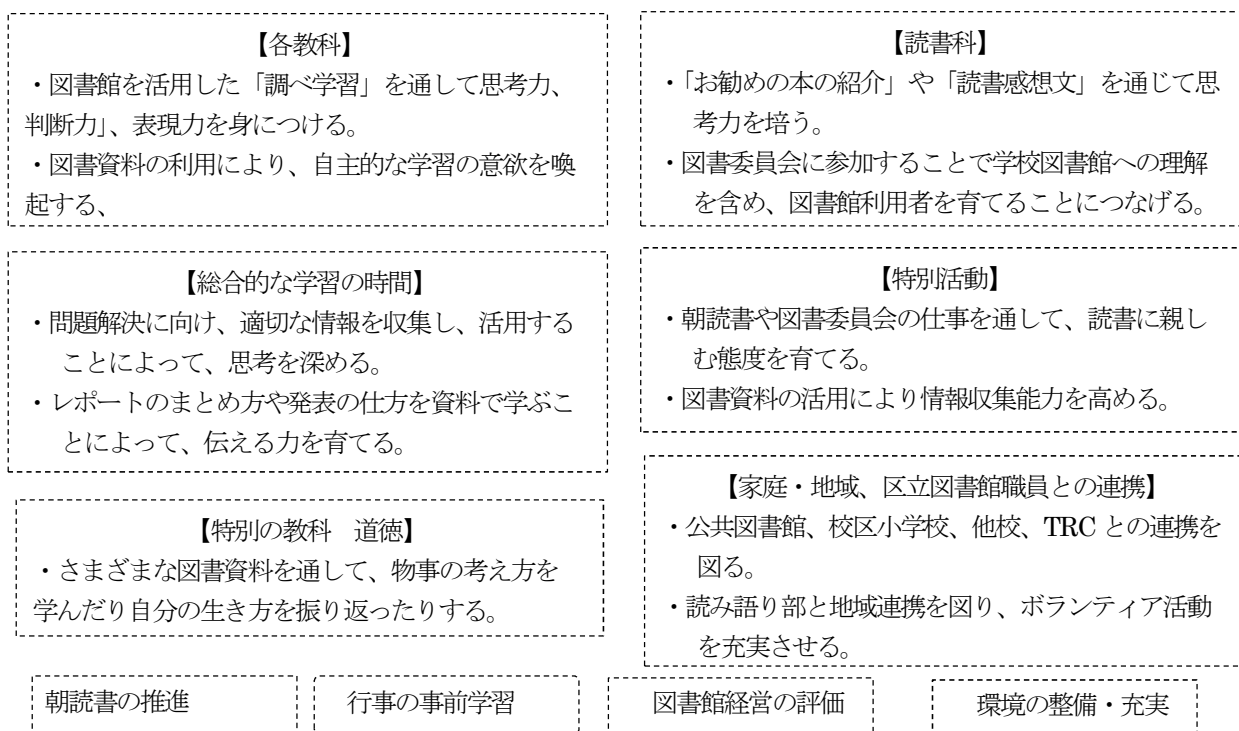 【各教科】
・図書館を活用した「調べ学習」を通して思考力、
判断力」、表現力を身につける。
・図書資料の利用により、自主的な学習の意欲を喚
起する、
【読書科】
・「お勧めの本の紹介」や「読書感想文」を通じて思
考力を培う。
・図書委員会に参加することで学校図書館への理解
を含め、図書館利用者を育てることにつなげる。
【総合的な学習の時間】
・問題解決に向け、適切な情報を収集し、活用する
ことによって、思考を深める。
・レポートのまとめ方や発表の仕方を資料で学ぶこ
とによって、伝える力を育てる。
【特別活動】
・朝読書や図書委員会の仕事を通して、読書に親し
む態度を育てる。
・図書資料の活用により情報収集能力を高める。
【特別の教科　道徳】
・さまざまな図書資料を通して、物事の考え方を
学んだり自分の生き方を振り返ったりする。
【家庭・地域、区立図書館職員との連携】
・公共図書館、校区小学校、他校、TRC との連携を
図る。
・読み語り部と地域連携を図り、ボランティア活動
を充実させる。
朝読書の推進
行事の事前学習
図書館経営の評価
環境の整備・充実